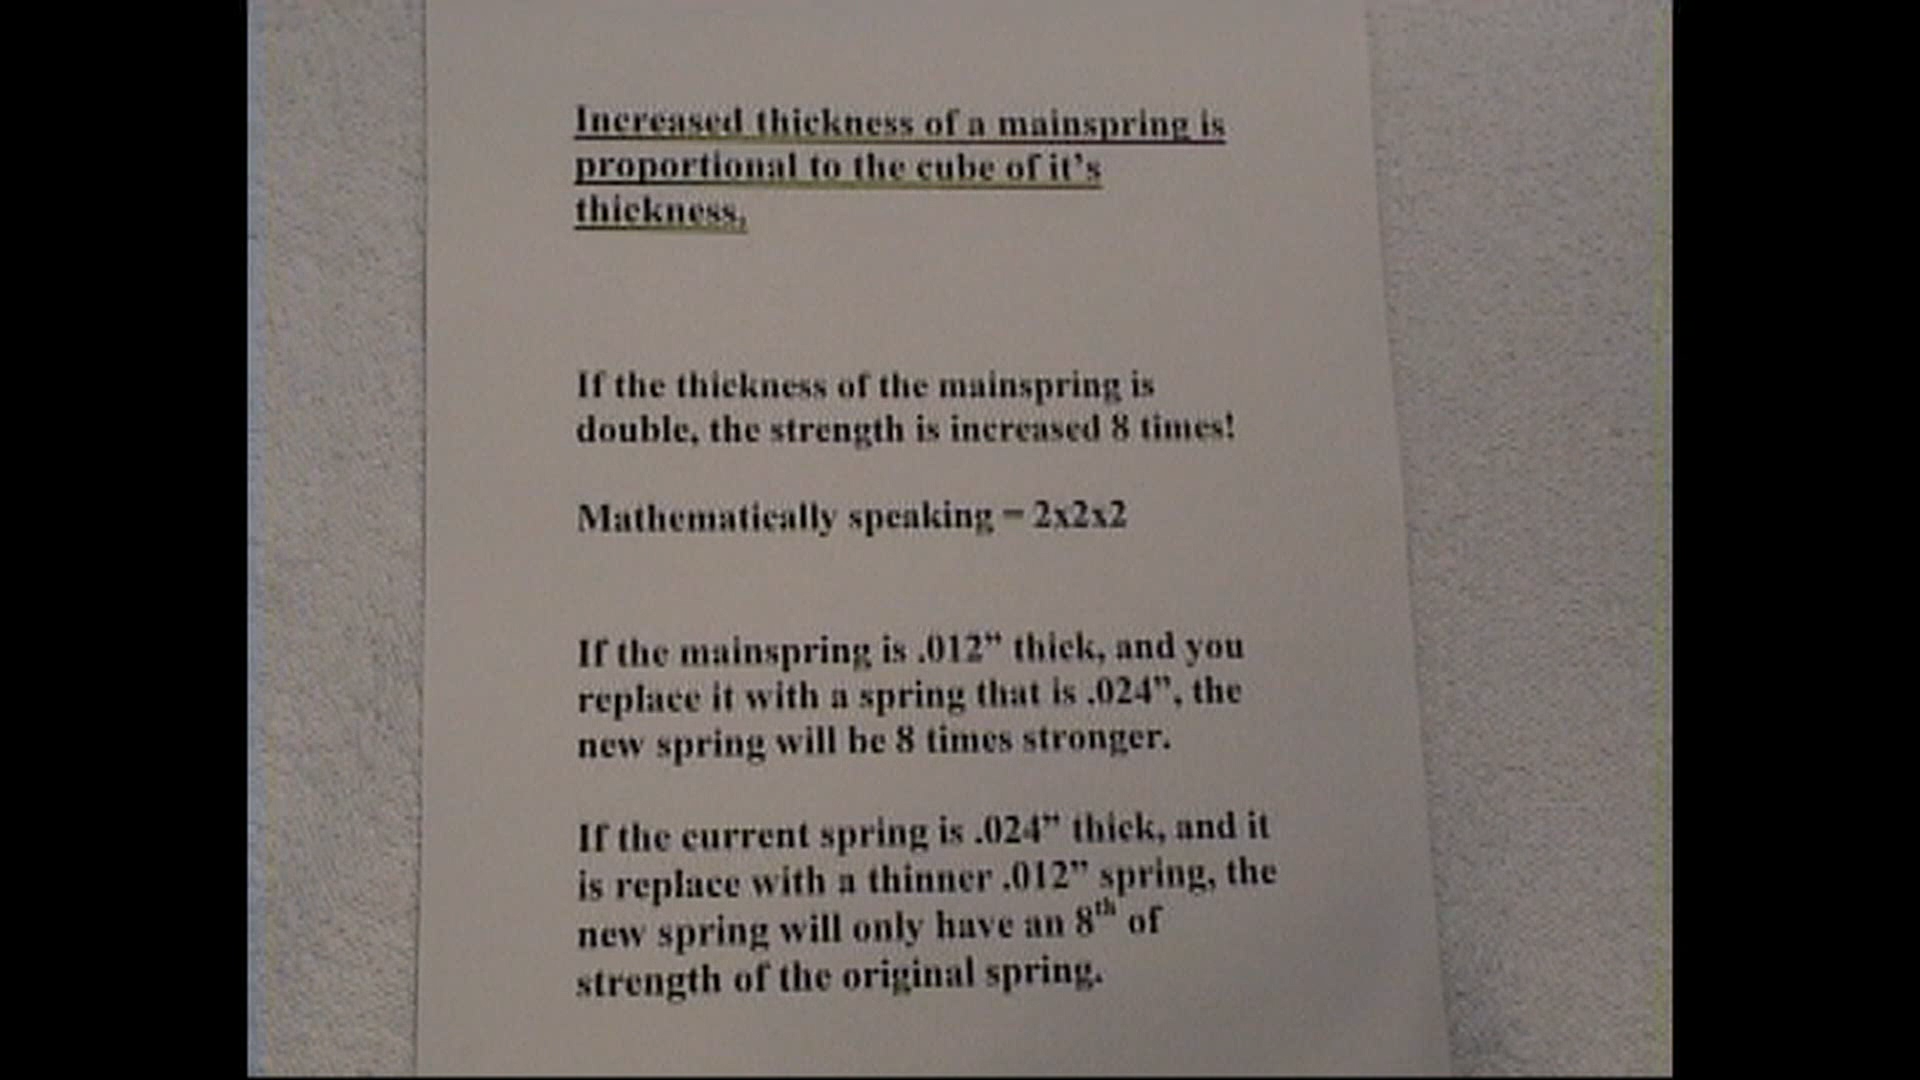 Increased thickness of a mainspring is
proportional to the cube of it's
thickness,
If the thickness of the mainspring is
double, the strength is increased 8 times!
Mathematically speaking = 2x2x2
If the mainspring is .012” thick, and you
replace it with a spring that is .024”, the
new spring will be 8 times stronger.
If the current spring is .024” thick, and it
is replace with a thinner .012” spring, the
new spring will only have an 8th of
strength of the original spring.